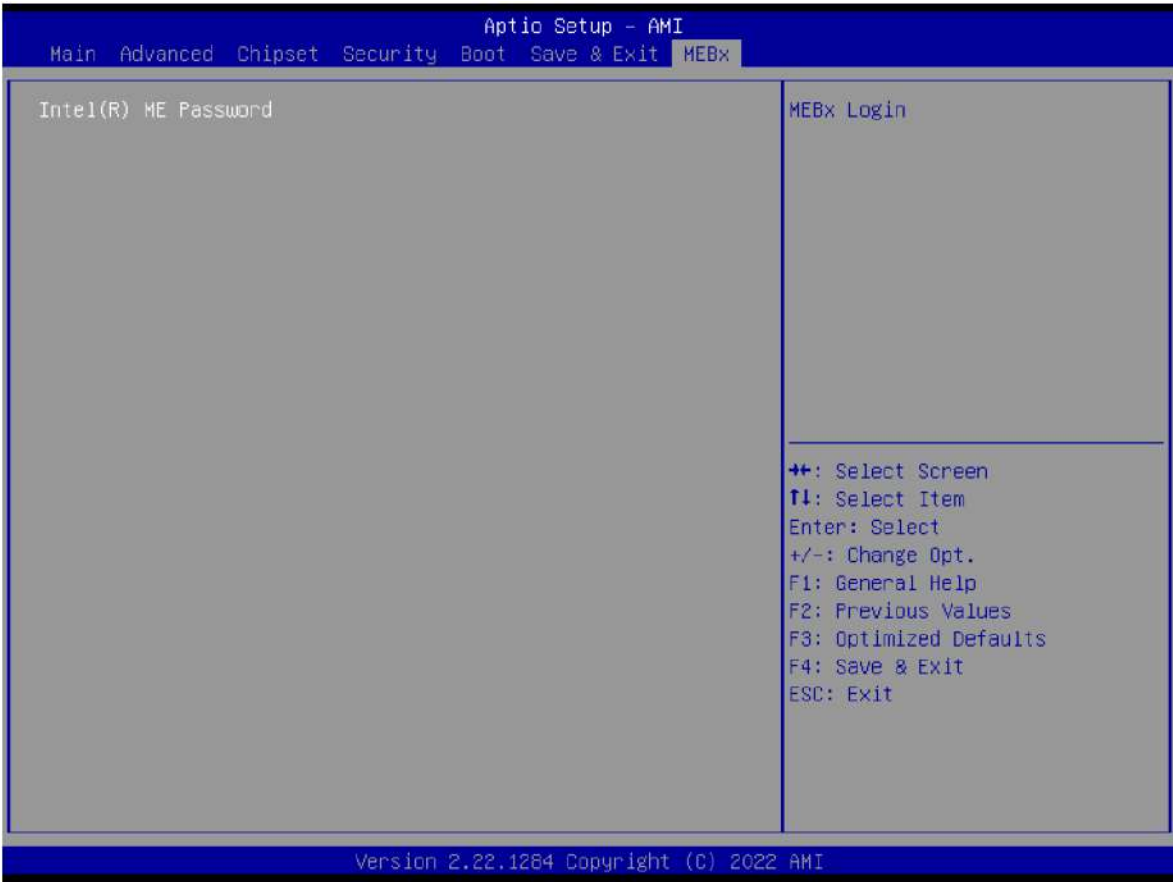 Aptio Setup - AMI
Main Advanced Chipset Security Boot Save & Exit MEBx
Intel(R) ME Password
MEBx Login
→←: Select Screen
↑↓: Select Item
Enter: Select
+/-: Change Opt.
F1: General Help
F2: Previous Values
F3: Optimized Defaults
F4: Save & Exit
ESC: Exit
Version 2.22.1284 Copyright (C) 2022 AMI